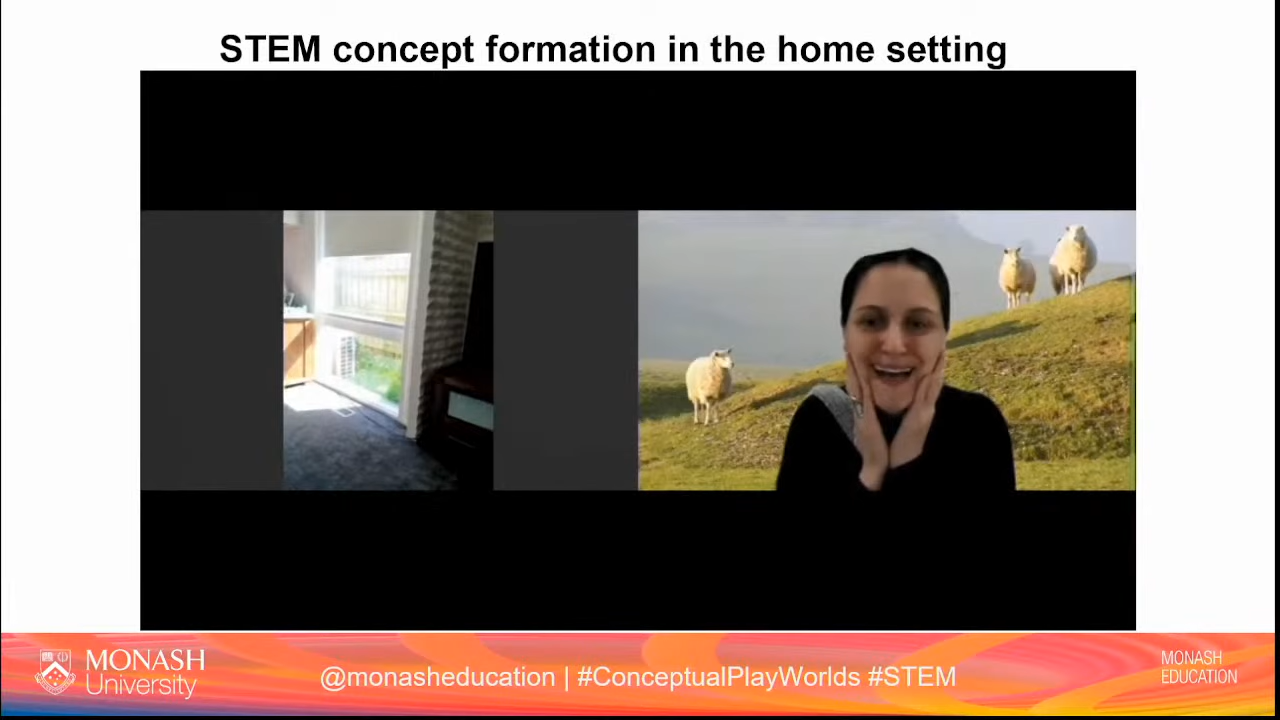 STEM concept formation in the home setting
MONASH
University
@monasheducation | #ConceptualPlayWorlds #STEM
MONASH
EDUCATION